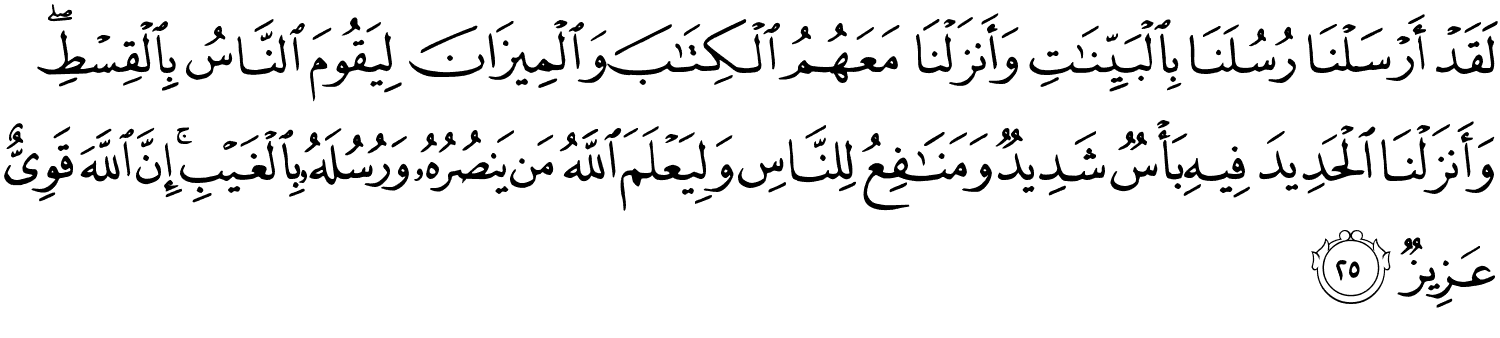 لَقَدۡ أَرۡسَلۡنَا رُسُلَنَا بِٱلۡبَيِّنَٰتِ وَأَنزَلۡنَا مَعَهُمُ ٱلۡكِتَٰبَ وَٱلۡمِيزَانَ لِيَقُومَ ٱلنَّاسُ بِٱلۡقِسۡطِۖ
وَأَنزَلۡنَا ٱلۡحَدِيدَ فِيهِ بَأۡسٞ شَدِيدٞ وَمَنَٰفِعُ لِلنَّاسِ وَلِيَعۡلَمَ ٱللَّهُ مَن يَنصُرُهُۥ وَرُسُلَهُۥ بِٱلۡغَيۡبِۚ إِنَّ ٱللَّهَ قَوِيٌّ
عَزِيزٞ ٢٥